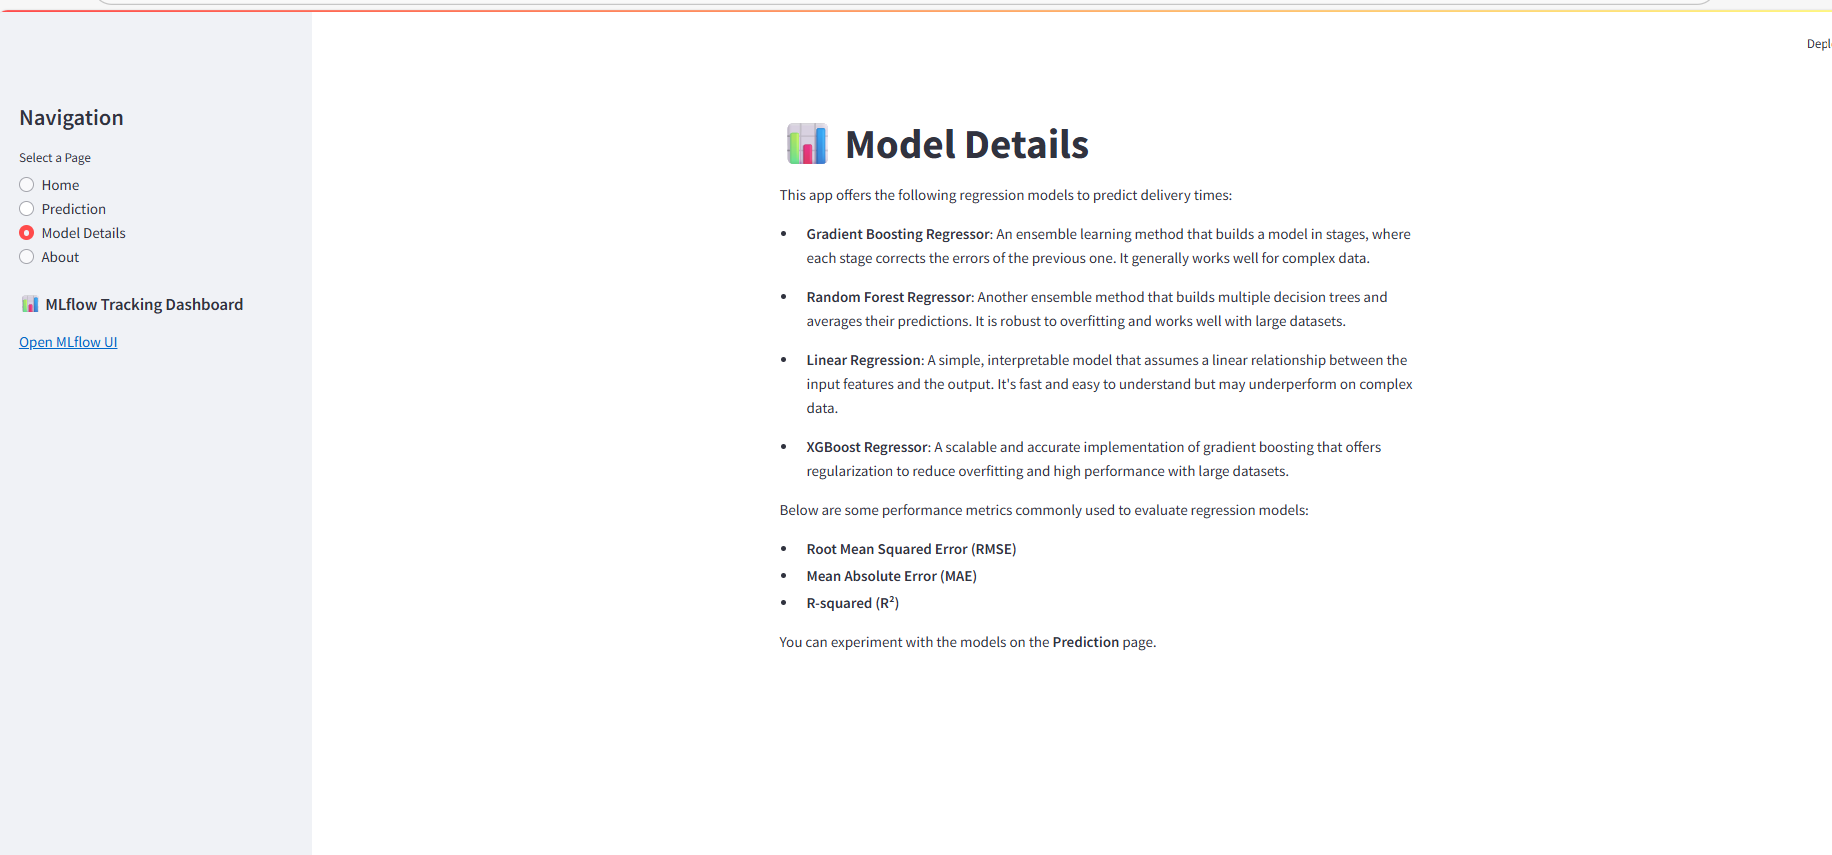 Depl
Navigation
Select a Page
Home
Prediction
Model Details
About
MLflow Tracking Dashboard
Open MLflow UI
Model Details
This app offers the following regression models to predict delivery times:
• Gradient Boosting Regressor: An ensemble learning method that builds a model in stages, where
each stage corrects the errors of the previous one. It generally works well for complex data.
• Random Forest Regressor: Another ensemble method that builds multiple decision trees and
averages their predictions. It is robust to overfitting and works well with large datasets.
• Linear Regression: A simple, interpretable model that assumes a linear relationship between the
input features and the output. It's fast and easy to understand but may underperform on complex
data.
• XGBoost Regressor: A scalable and accurate implementation of gradient boosting that offers
regularization to reduce overfitting and high performance with large datasets.
Below are some performance metrics commonly used to evaluate regression models:
• Root Mean Squared Error (RMSE)
• Mean Absolute Error (MAE)
• R-squared (R²)
You can experiment with the models on the Prediction page.